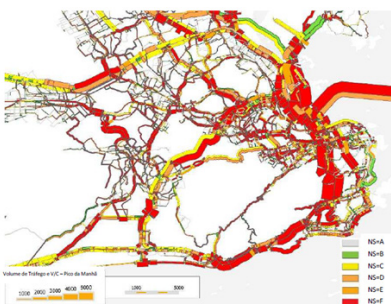 NS=A
NS=B
NS=C
NS=D
NS=E
NS=F
Volume de Tráfego e V/C – Pico da Manhã
1000 2000 3000 4000 5000
1000 5000